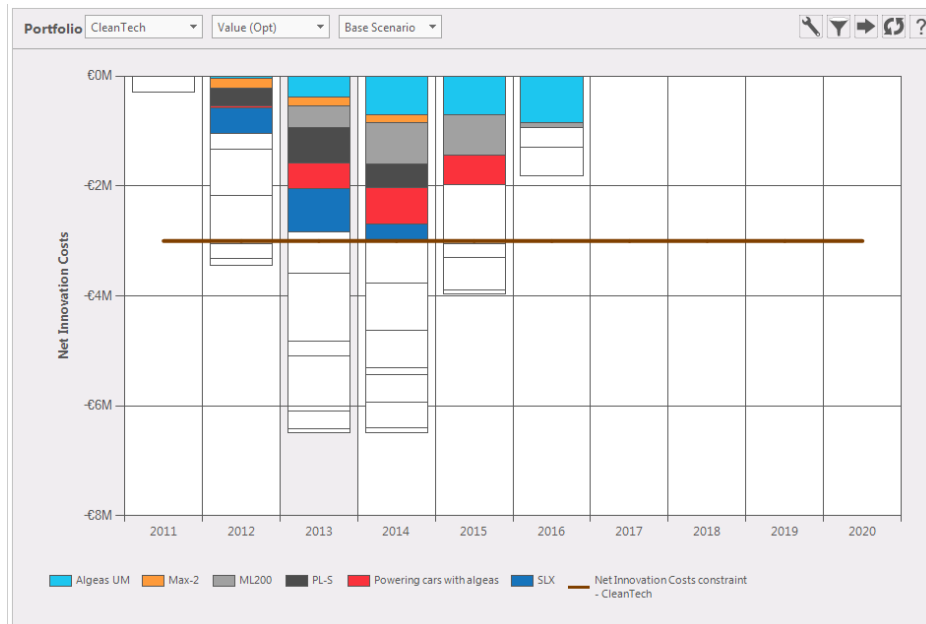 Portfolio CleanTech Value (Opt) Base Scenario ?
€0M
-€2M
-€4M
-€6M
-€8M
Net Innovation Costs
2011 2012 2013 2014 2015 2016 2017 2018 2019 2020
Algeas UM Max-2 ML200 PL-S Powering cars with algeas SLX Net Innovation Costs constraint
- CleanTech